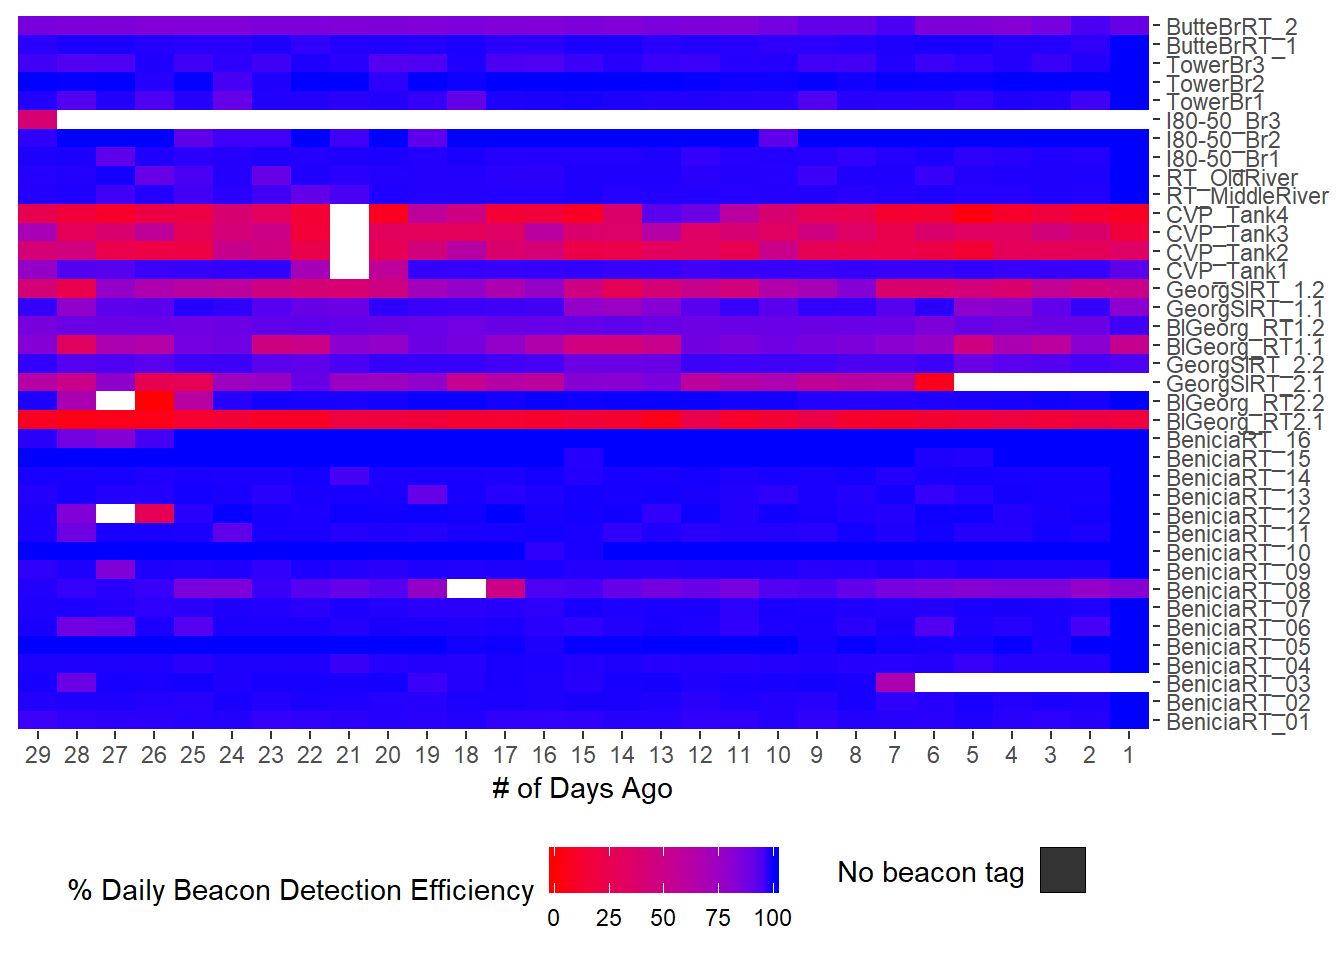 ButteBrRT_2
ButteBrRT_1
TowerBr3
TowerBr2
TowerBr1
I80-50_Br3
I80-50_Br2
I80-50_Br1
RT_OldRiver
RT_MiddleRiver
CVP_Tank4
CVP_Tank3
CVP_Tank2
CVP_Tank1
GeorgSlRT_1.2
GeorgSlRT_1.1
BlGeorg_RT1.2
BlGeorg_RT1.1
GeorgSlRT_2.2
GeorgSlRT_2.1
BlGeorg_RT2.2
BlGeorg_RT2.1
BeniciaRT_16
BeniciaRT_15
BeniciaRT_14
BeniciaRT_13
BeniciaRT_12
BeniciaRT_11
BeniciaRT_10
BeniciaRT_09
BeniciaRT_08
BeniciaRT_07
BeniciaRT_06
BeniciaRT_05
BeniciaRT_04
BeniciaRT_03
BeniciaRT_02
BeniciaRT_01
29 28 27 26 25 24 23 22 21 20 19 18 17 16 15 14 13 12 11 10 9 8 7 6 5 4 3 2 1
# of Days Ago
% Daily Beacon Detection Efficiency
0 25 50 75 100
No beacon tag